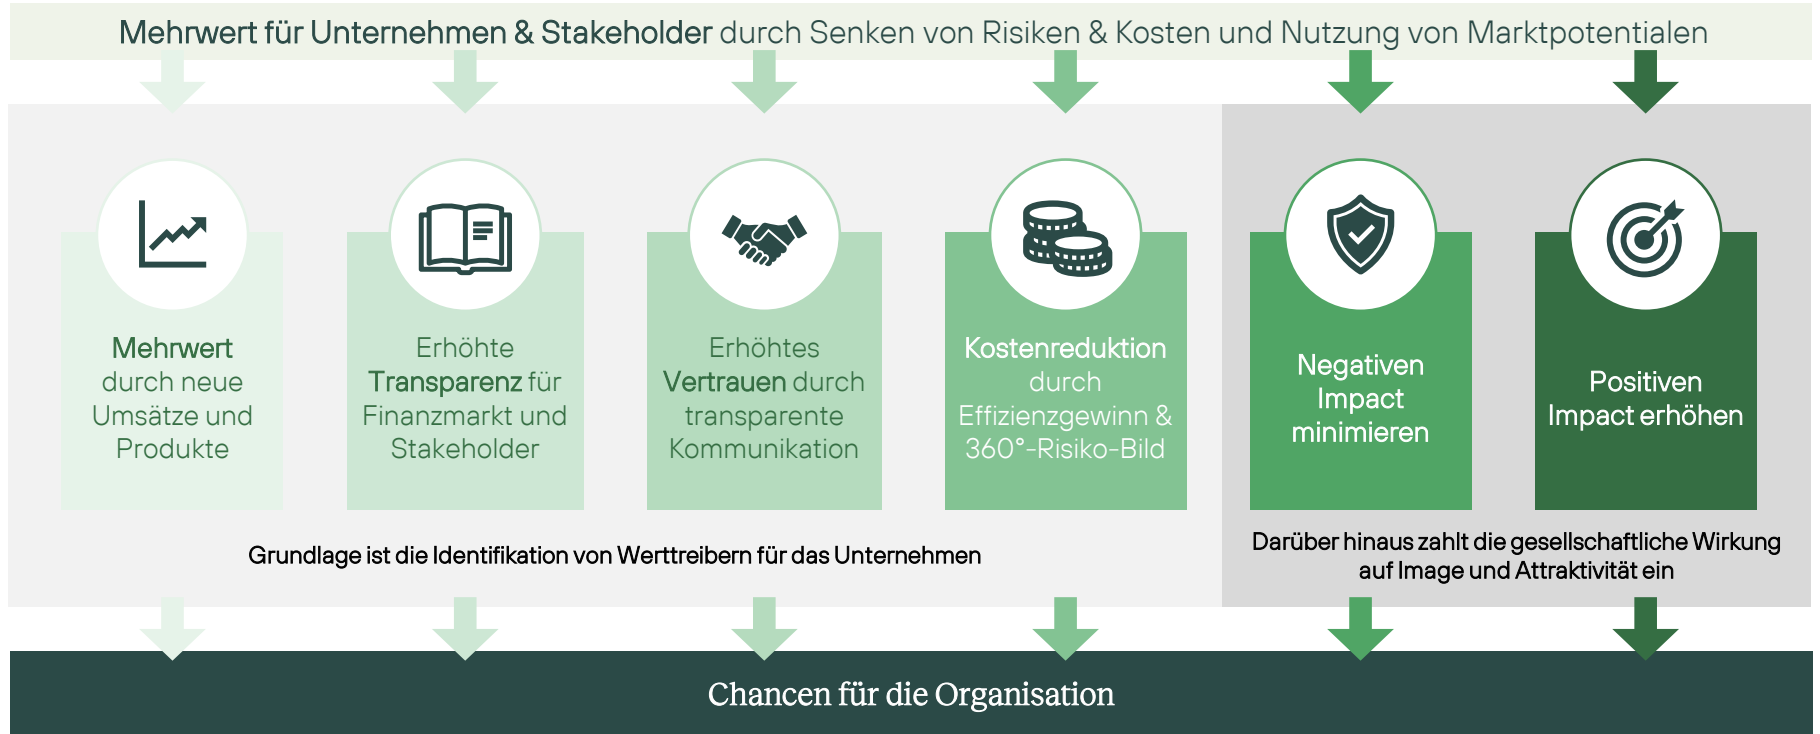 Mehrwert für Unternehmen & Stakeholder durch Senken von Risiken & Kosten und Nutzung von Marktpotentialen
Mehrwert
durch neue
Umsätze und
Produkte
Erhöhte
Transparenz für
Finanzmarkt und
Stakeholder
Erhöhtes
Vertrauen durch
transparente
Kommunikation
Kostenreduktion
durch
Effizienzgewinn &
360°-Risiko-Bild
Negativen
Impact
minimieren
Positiven
Impact erhöhen
Grundlage ist die Identifikation von Werttreibern für das Unternehmen
Darüber hinaus zahlt die gesellschaftliche Wirkung
auf Image und Attraktivität ein
Chancen für die Organisation